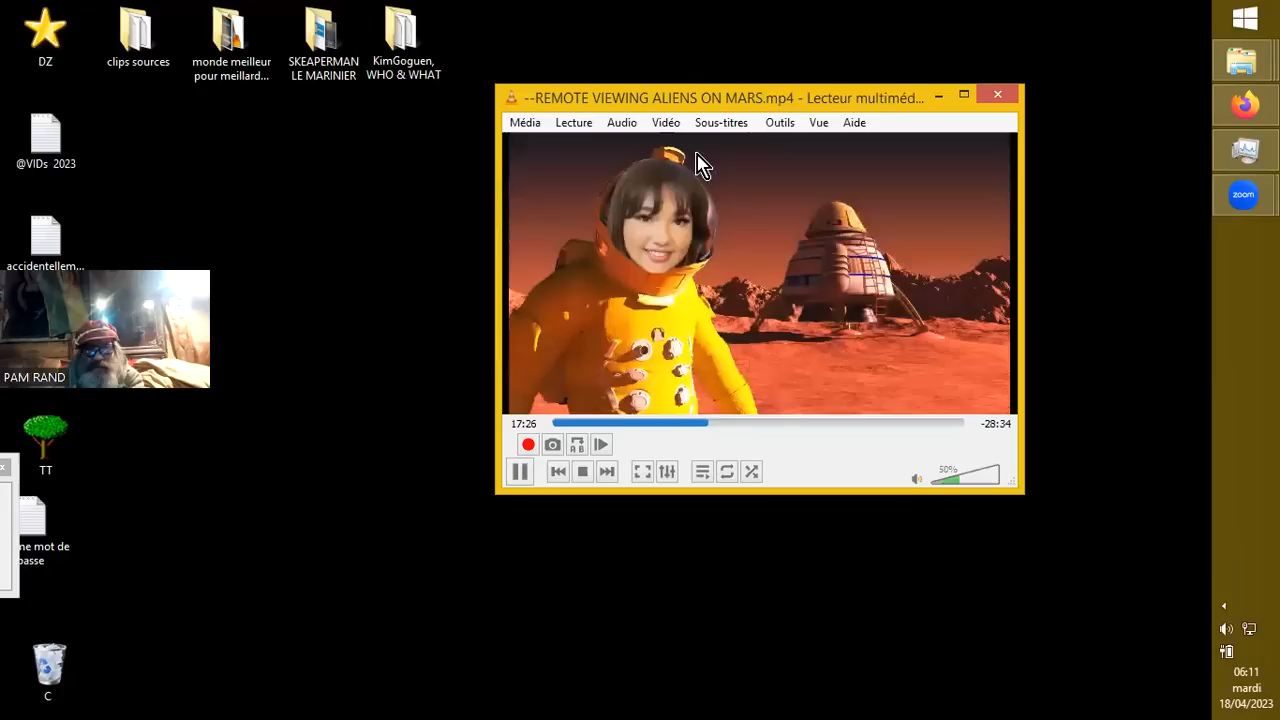 DZ
clips sources
monde meilleur
pour meillard...
SKEAPERMAN
LE MARINIER
KimGoguen,
WHO & WHAT
@VIDs 2023
accidentellem...
PAM RAND
TT
ne mot de
passe
C
--REMOTE VIEWING ALIENS ON MARS.mp4 - Lecteur multiméd...
Média Lecture Audio Vidéo Sous-titres Outils Vue Aide
17:26
-28:34
50%
zoom
06:11
mardi
18/04/2023